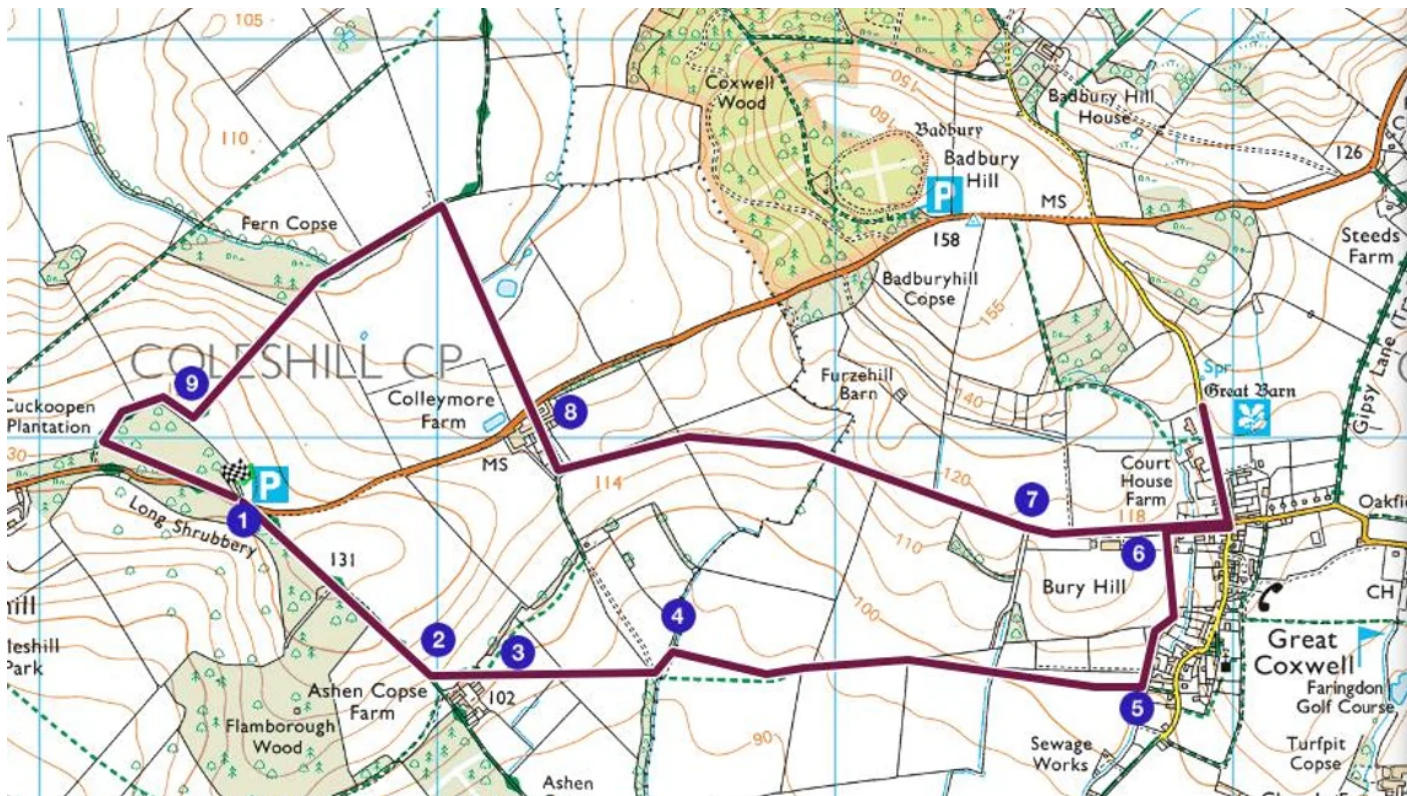 105
110
Coxwell
Wood
150
160
Badbury
Badbury
Hill
P
Badbury Hill
House
126
MS
158
Steeds
Farm
Fern Copse
Badburyhill
Copse
155
Gipsy Lane
COLESHILL CP
9
Cuckoopen
Plantation
30
Colleymore
Farm
8
MS
Furzehill
Barn
140
Spr
Great Barn
P
1
Long Shrubbery
114
120
7
118
Court
House
Farm
6
110
Bury Hill
131
100
CH
2
3
4
Great
Coxwell
Ashen Copse
Farm
102
5
Faringdon
Golf Course
Flamborough
Wood
90
Sewage
Works
Turfpit
Copse
Ashen
hill
Park